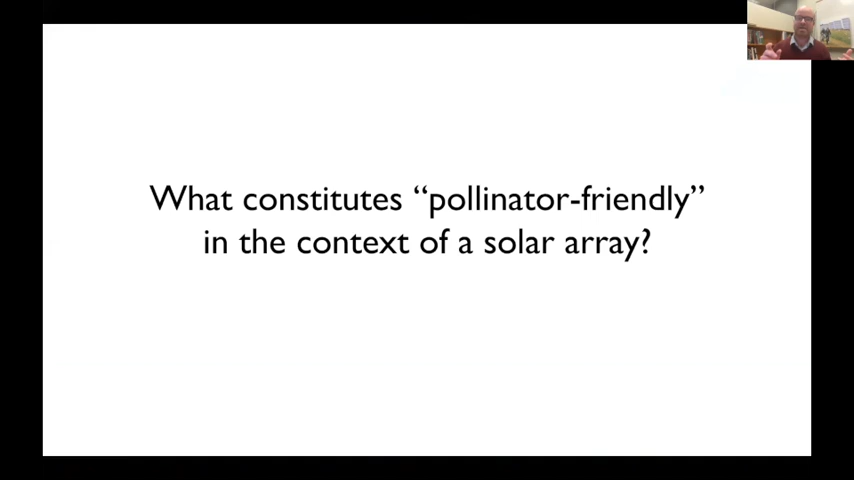 What constitutes “pollinator-friendly”
in the context of a solar array?